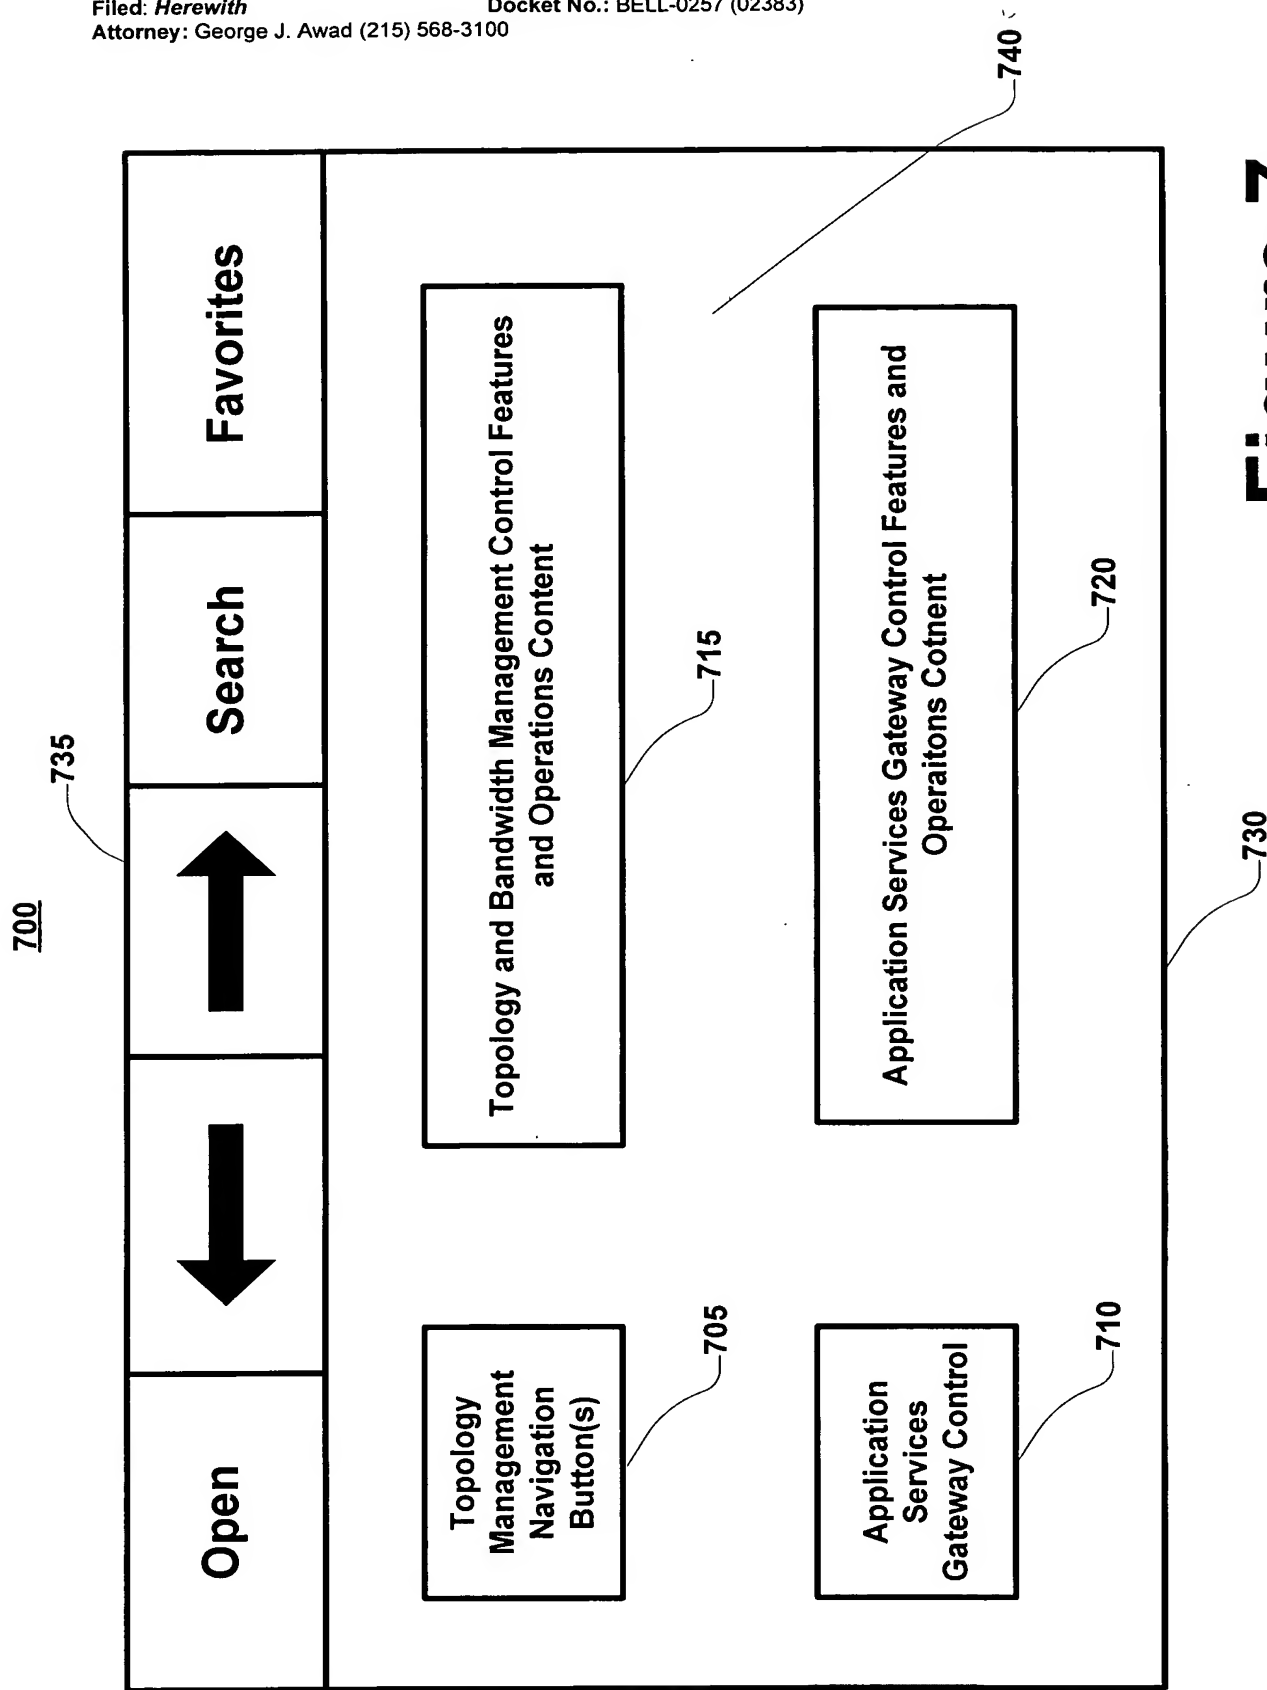 Filed: Herewith Docket No.: BELL-0257 (02383)
Attorney: George J. Awad (215) 568-3100
700
735
Open
Search
Favorites
Topology
Management
Navigation
Button(s)
705
Topology and Bandwidth Management Control Features
and Operations Content
715
740
Application
Services
Gateway Control
710
Application Services Gateway Control Features and
Operaitons Cotnent
720
730